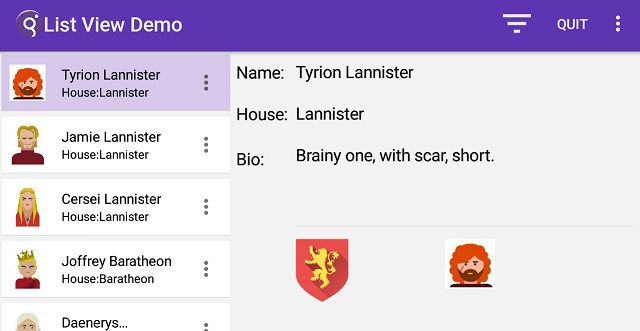 List View Demo
QUIT
Tyrion Lannister
House:Lannister
Jamie Lannister
House:Lannister
Cersei Lannister
House:Lannister
Joffrey Baratheon
House:Baratheon
Daenerys...
Name: Tyrion Lannister
House: Lannister
Bio: Brainy one, with scar, short.